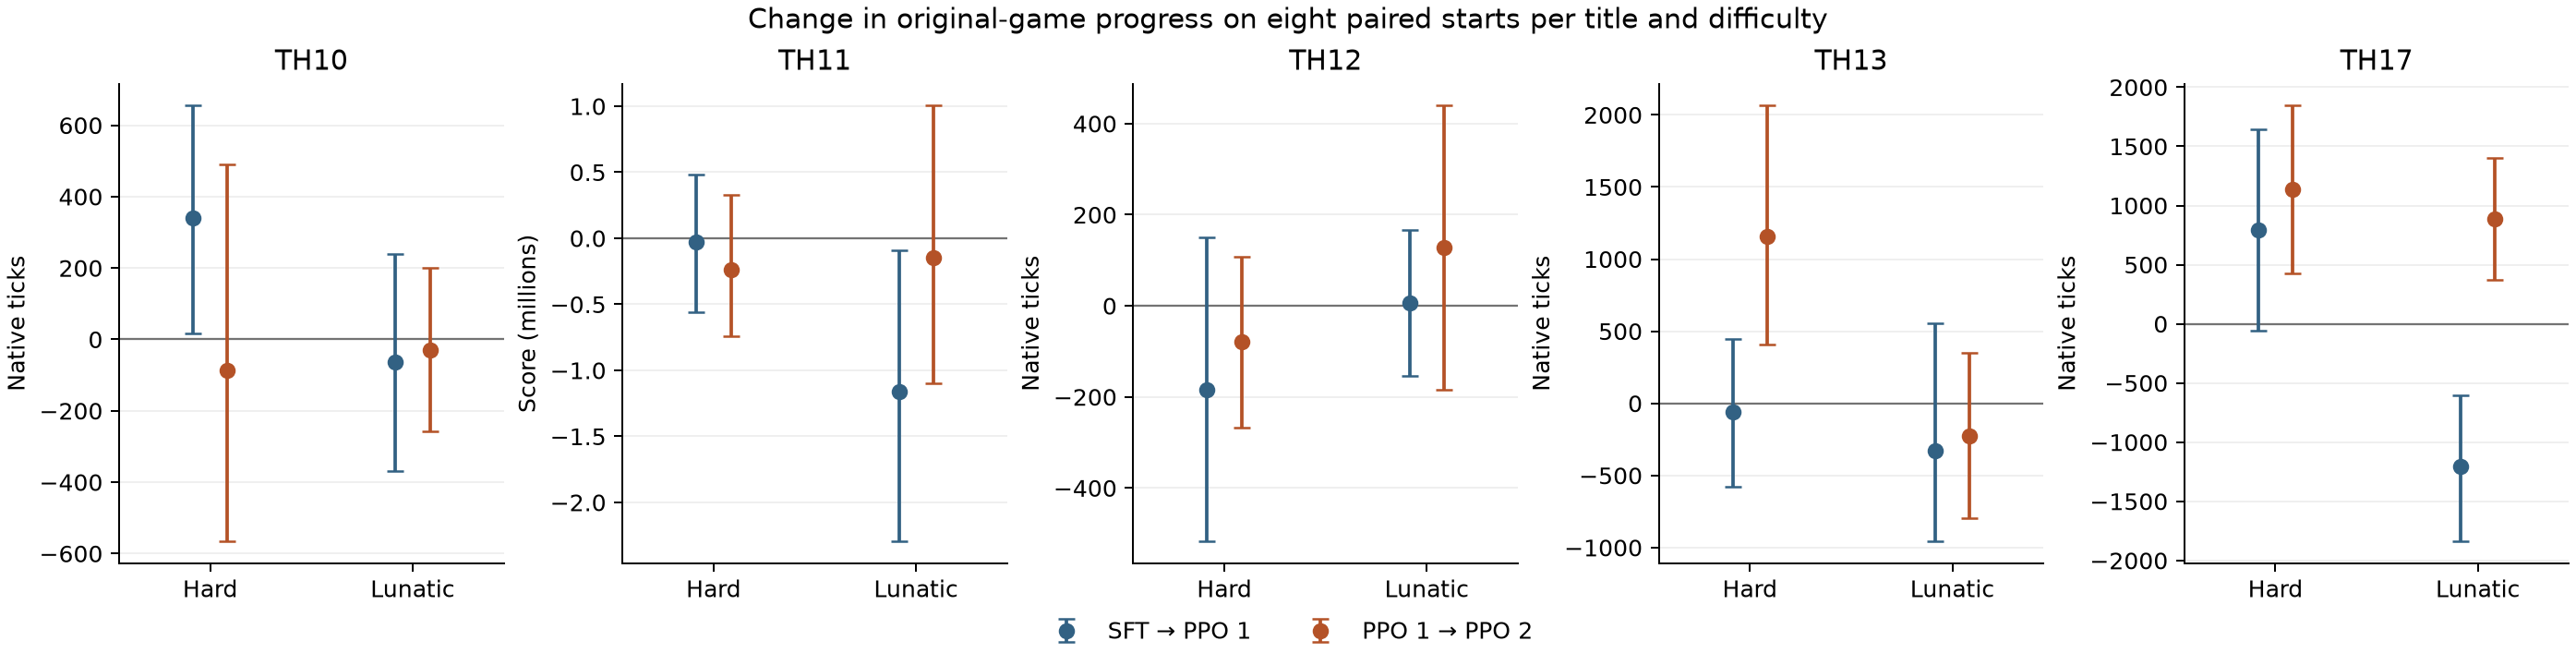 Change in original-game progress on eight paired starts per title and difficulty
TH10
Native ticks
600
400
200
0
−200
−400
−600
Hard
Lunatic
TH11
Score (millions)
1.0
0.5
0.0
−0.5
−1.0
−1.5
−2.0
Hard
Lunatic
TH12
Native ticks
400
200
0
−200
−400
Hard
Lunatic
TH13
Native ticks
2000
1500
1000
500
0
−500
−1000
Hard
Lunatic
TH17
Native ticks
2000
1500
1000
500
0
−500
−1000
−1500
−2000
Hard
Lunatic
SFT → PPO 1
PPO 1 → PPO 2